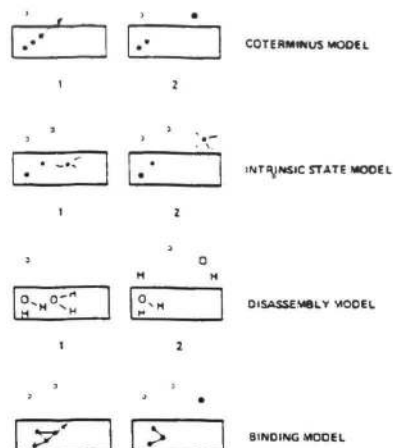 COTERMINUS MODEL
1 2
INTRINSIC STATE MODEL
1 2
O
H H
O H O H
H H
O H
H
DISASSEMBLY MODEL
1 2
BINDING MODEL